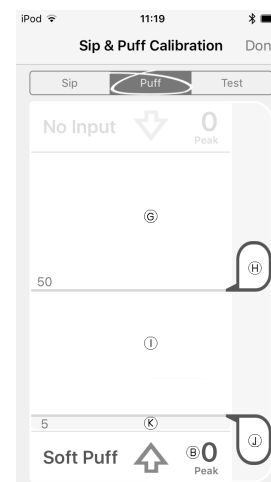 iPod 11:19
Sip & Puff Calibration Don
Sip Puff Test
No Input 0
Peak
G
H
50
I
5 K J
Soft Puff B 0
Peak